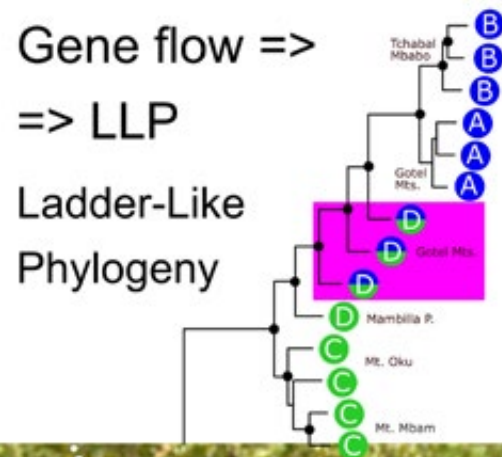 Gene flow =>
=> LLP
Ladder-Like
Phylogeny
Tchabal
Mbabo
B
B
B
A
A
A
Gotel
Mts.
D
D
Gotel Mts.
D
D
Mambilla P.
C
Mt. Oku
C
C
Mt. Mbam
C